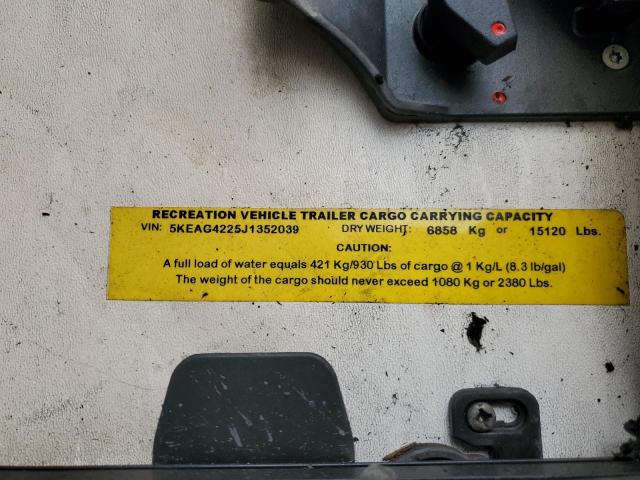 RECREATION VEHICLE TRAILER CARGO CARRYING CAPACITY
VIN: 5KEAG4225J1352039 DRY WEIGHT: 6858 Kg or 15120 Lbs.
CAUTION:
A full load of water equals 421 Kg/930 Lbs of cargo @ 1 Kg/L (8.3 lb/gal)
The weight of the cargo should never exceed 1080 Kg or 2380 Lbs.